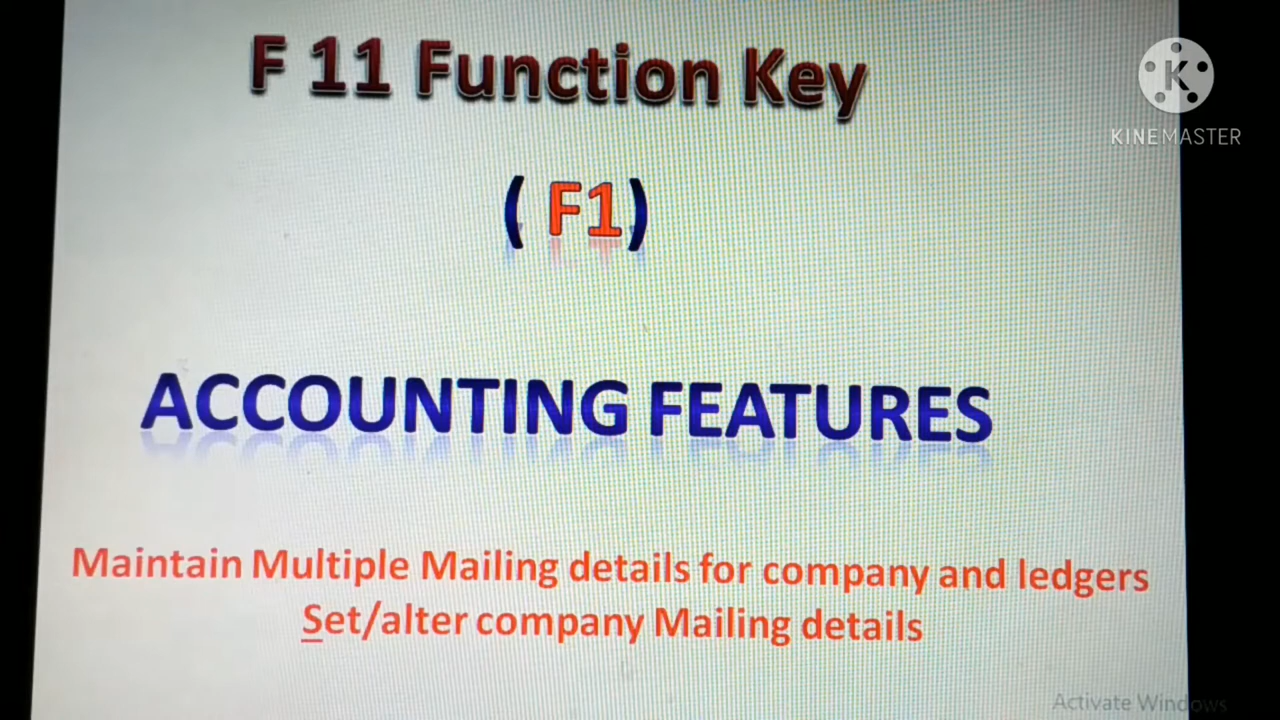 F 11 Function Key
K
KINEMASTER
( F1)
ACCOUNTING FEATURES
Maintain Multiple Mailing details for company and ledgers
Set/alter company Mailing details
Activate Windows